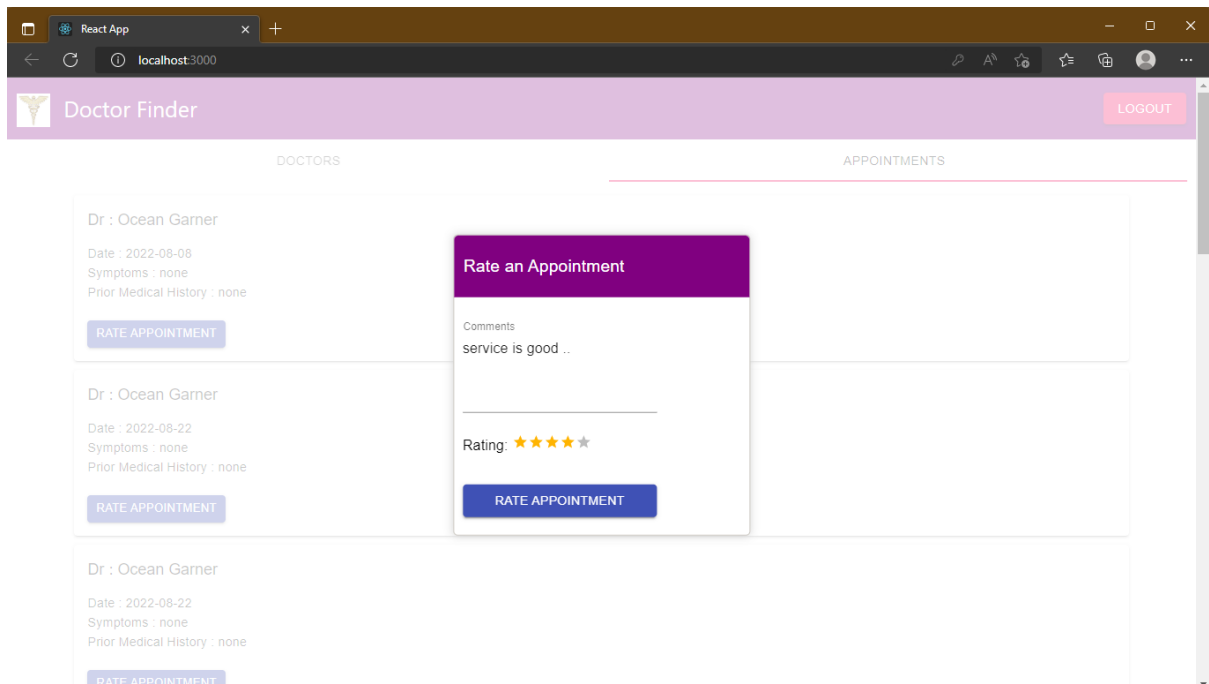 React App
localhost:3000
Doctor Finder
LOGOUT
DOCTORS
APPOINTMENTS
Dr : Ocean Garner
Date : 2022-08-08
Symptoms : none
Prior Medical History : none
RATE APPOINTMENT
Dr : Ocean Garner
Date : 2022-08-22
Symptoms : none
Prior Medical History : none
RATE APPOINTMENT
Dr : Ocean Garner
Date : 2022-08-22
Symptoms : none
Prior Medical History : none
RATE APPOINTMENT
Rate an Appointment
Comments
service is good ..
Rating:
RATE APPOINTMENT